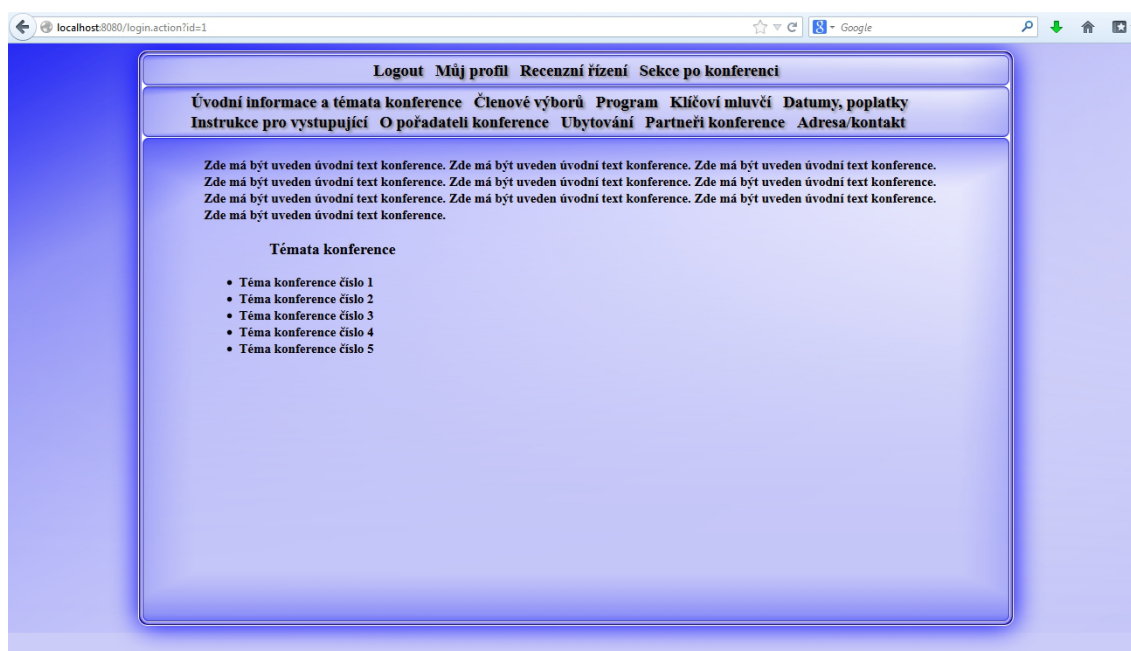 localhost:8080/login.action?id=1
Google
Logout Můj profil Recenzní řízení Sekce po konferenci
Úvodní informace a témata konference Členové výborů Program Klíčoví mluvčí Datumy, poplatky
Instrukce pro vystupující O pořadateli konference Ubytování Partneři konference Adresa/kontakt
Zde má být uveden úvodní text konference. Zde má být uveden úvodní text konference. Zde má být uveden úvodní text konference.
Zde má být uveden úvodní text konference. Zde má být uveden úvodní text konference. Zde má být uveden úvodní text konference.
Zde má být uveden úvodní text konference. Zde má být uveden úvodní text konference. Zde má být uveden úvodní text konference.
Zde má být uveden úvodní text konference.
Témata konference
• Téma konference číslo 1
• Téma konference číslo 2
• Téma konference číslo 3
• Téma konference číslo 4
• Téma konference číslo 5